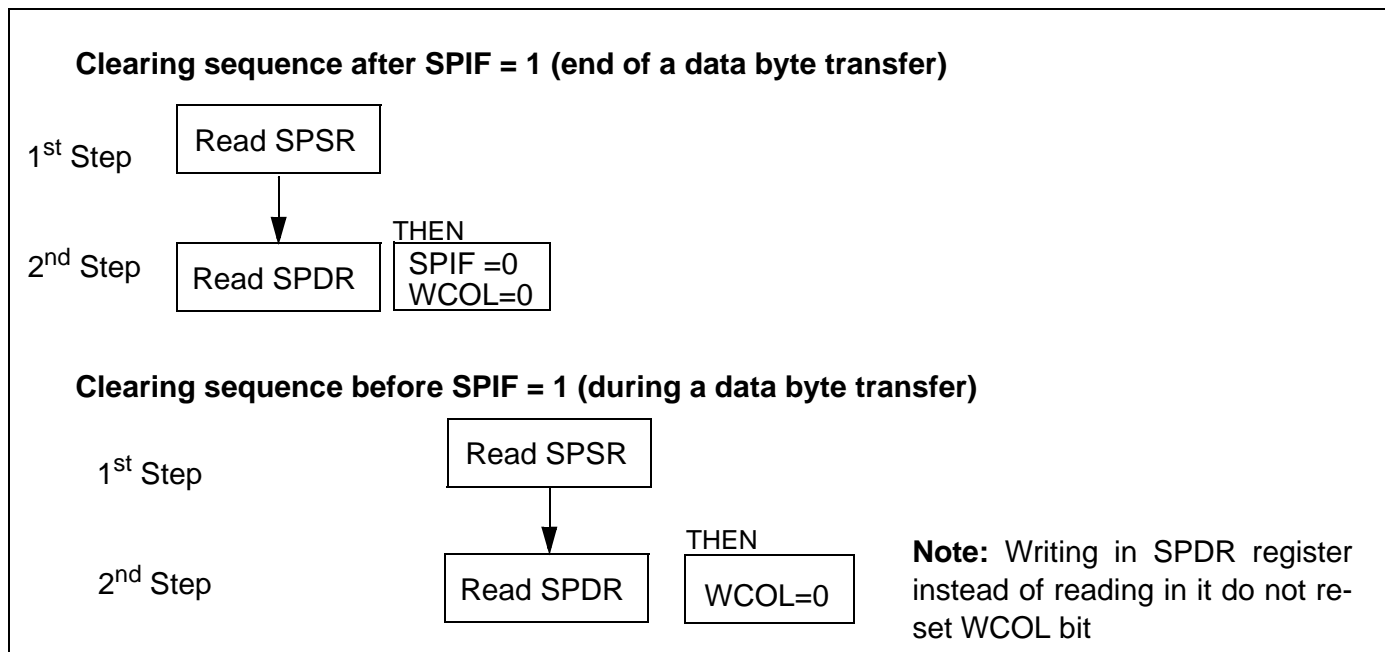 Clearing sequence after SPIF = 1 (end of a data byte transfer)
1st Step
Read SPSR
THEN
2nd Step
Read SPDR
SPIF =0
WCOL=0
Clearing sequence before SPIF = 1 (during a data byte transfer)
1st Step
Read SPSR
THEN
2nd Step
Read SPDR
WCOL=0
Note: Writing in SPDR register
instead of reading in it do not re-
set WCOL bit